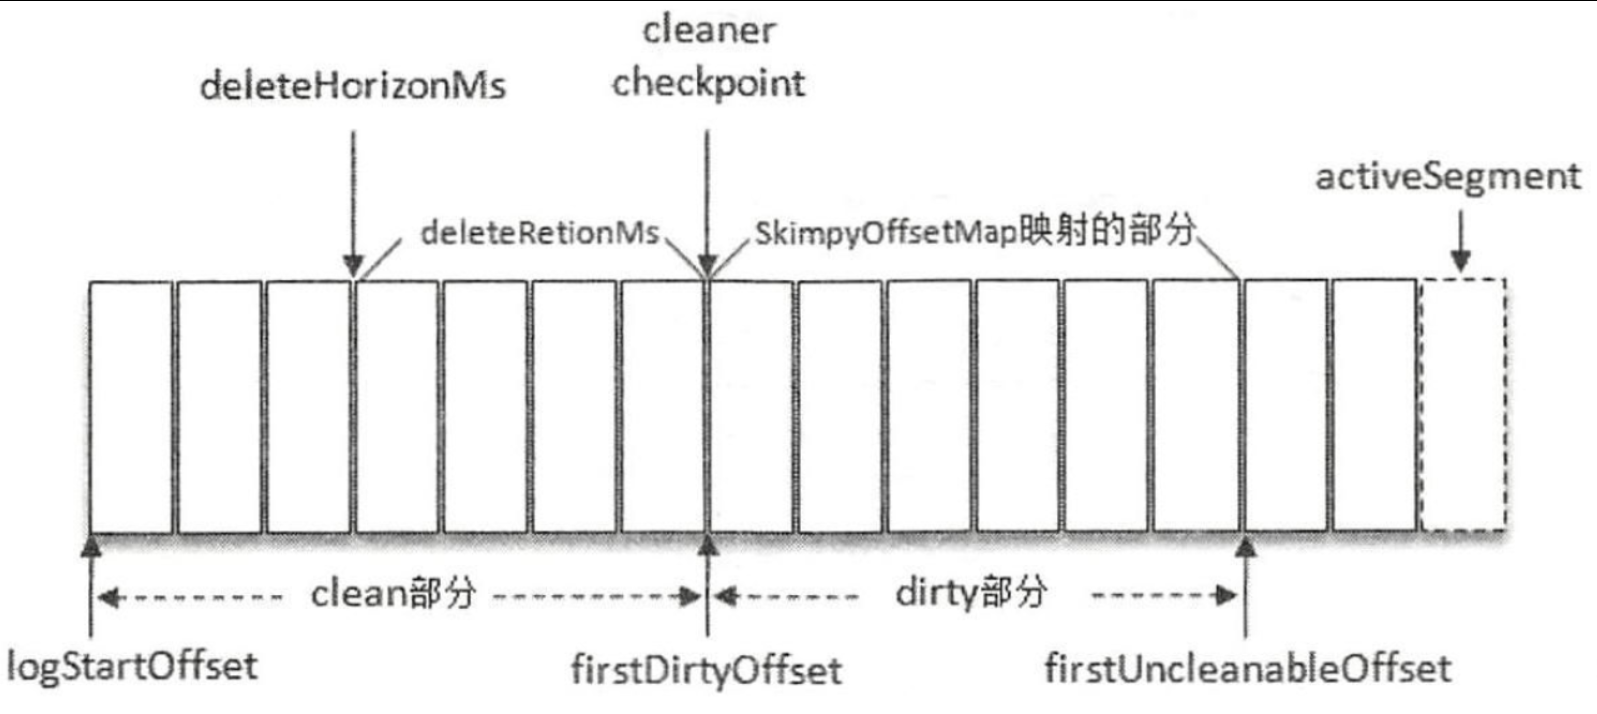 cleaner
checkpoint
deleteHorizonMs
activeSegment
deleteRetionMs
SkimpyOffsetMap映射的部分
clean部分
dirty部分
logStartOffset
firstDirtyOffset
firstUncleanableOffset